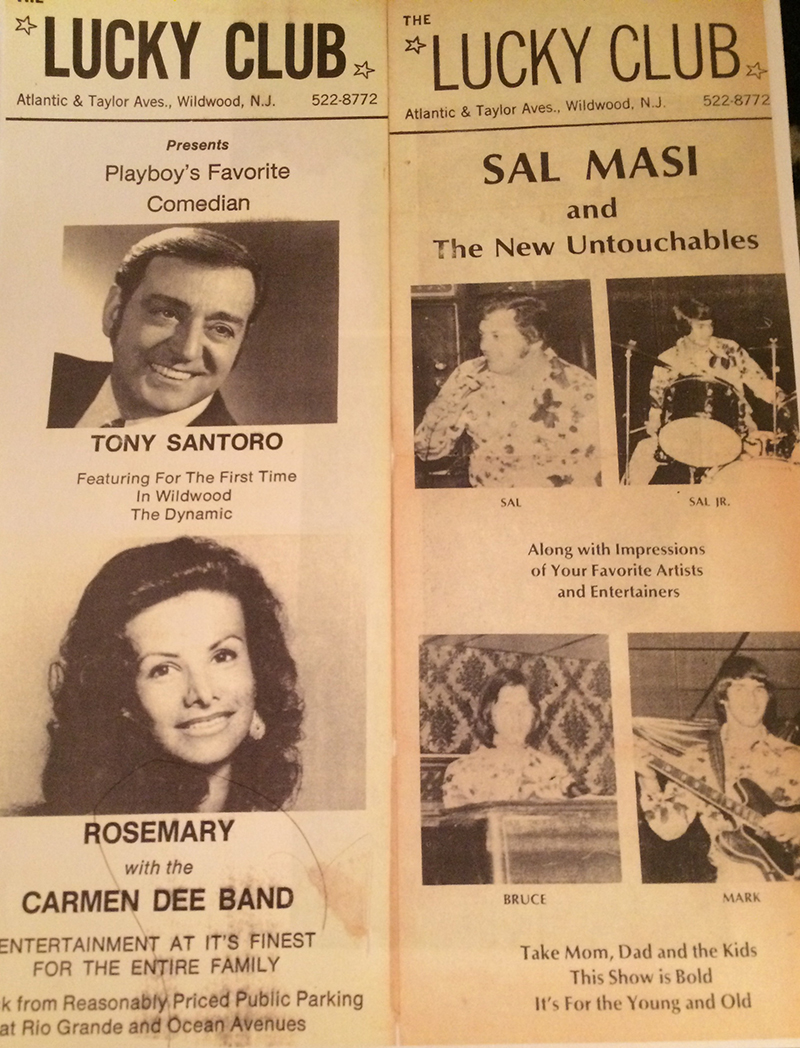 THE
LUCKY CLUB
Atlantic & Taylor Aves., Wildwood, N.J. 522-8772
Presents
Playboy's Favorite
Comedian
TONY SANTORO
Featuring For The First Time
In Wildwood
The Dynamic
ROSEMARY
with the
CARMEN DEE BAND
ENTERTAINMENT AT IT'S FINEST
FOR THE ENTIRE FAMILY
k from Reasonably Priced Public Parking
at Rio Grande and Ocean Avenues
THE
LUCKY CLUB
Atlantic & Taylor Aves., Wildwood, N.J. 522-8772
SAL MASI
and
The New Untouchables
SAL
SAL JR.
Along with Impressions
of Your Favorite Artists
and Entertainers
BRUCE
MARK
Take Mom, Dad and the Kids
This Show is Bold
It's For the Young and Old